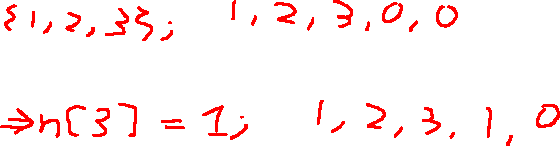 {1, 2, 3}; 1, 2, 3, 0, 0
⇒n[3] = 1; 1, 2, 3, 1, 0